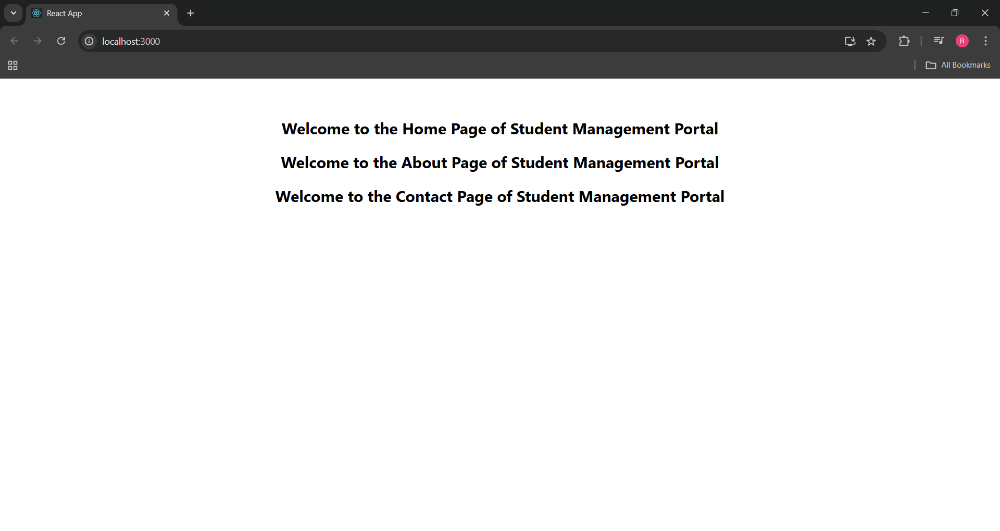 React App
localhost:3000
R
All Bookmarks
Welcome to the Home Page of Student Management Portal
Welcome to the About Page of Student Management Portal
Welcome to the Contact Page of Student Management Portal